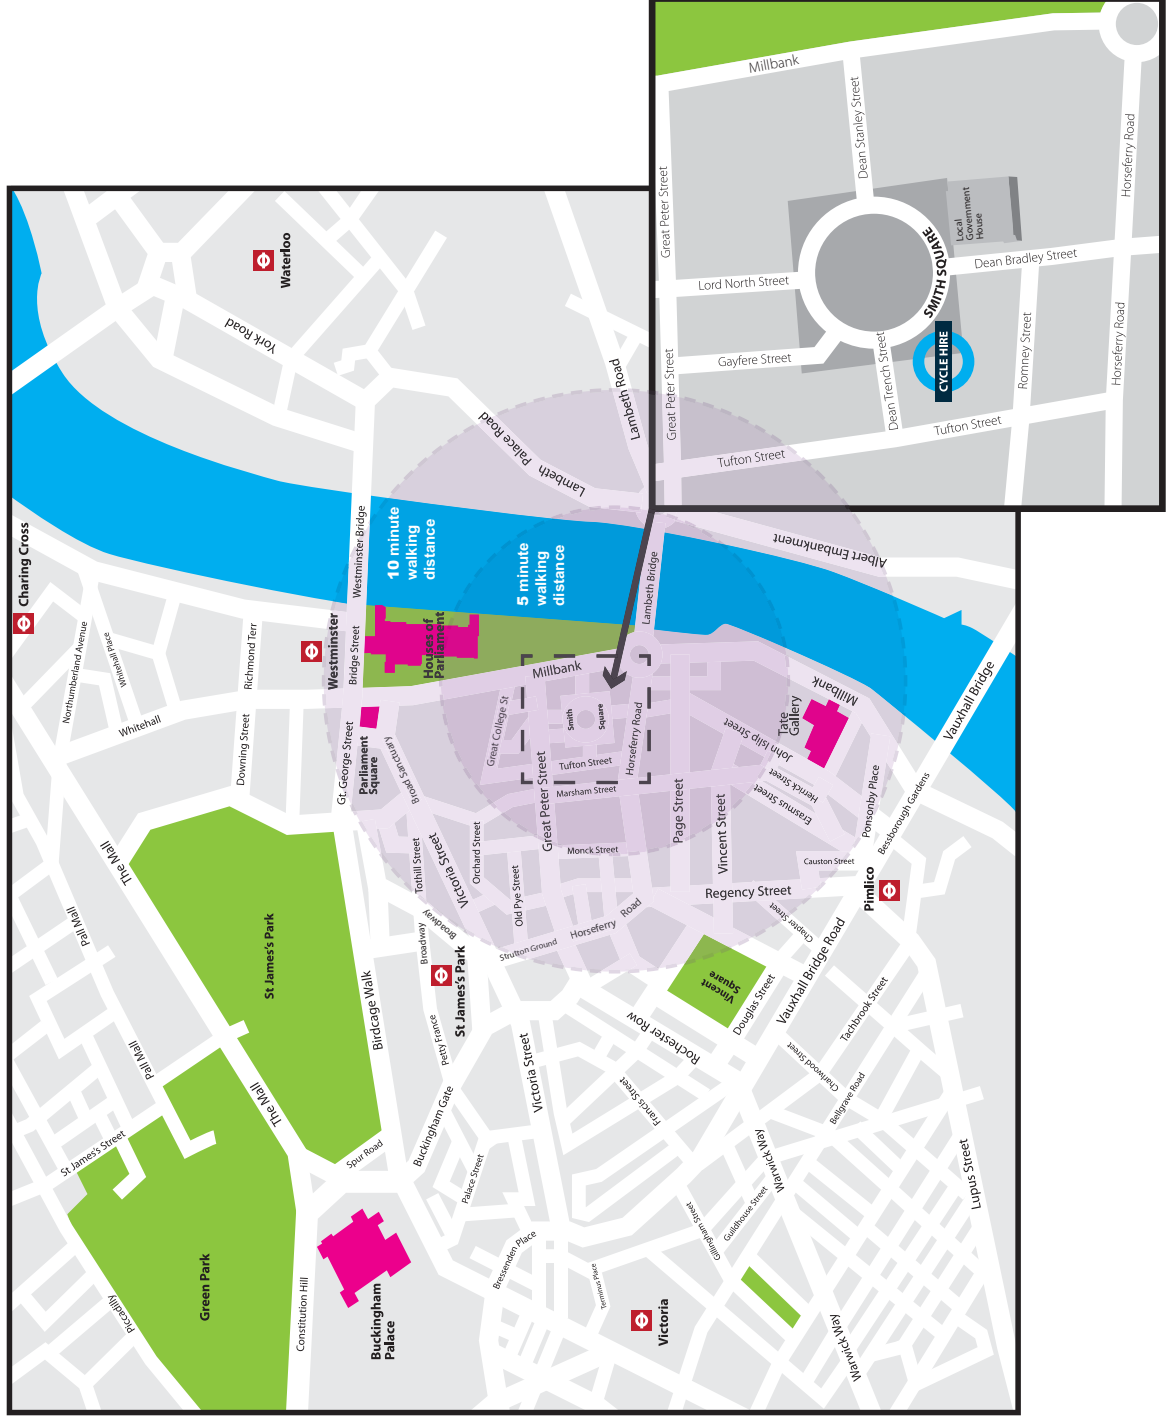 Millbank
Great Peter Street
Dean Stanley Street
Horseferry Road
Local
Government
House
Lord North Street
SMITH SQUARE
Dean Bradley Street
Gayfere Street
Great Peter Street
Dean Trench Street
CYCLE HIRE
Romney Street
Horseferry Road
Tufton Street
Tufton Street
Waterloo
York Road
Lambeth Road
Lambeth Palace Road
Charing Cross
Westminster Bridge
10 minute
walking
distance
5 minute
walking
distance
Albert Embankment
Lambeth Bridge
Northumberland Avenue
Whitehall Place
Richmond Terr
Westminster
Bridge Street
Houses of
Parliament
Millbank
Whitehall
Downing Street
Gt. George Street
Parliament
Square
Broad Sanctuary
Great College St
Smith
Square
Horseferry Road
Tufton Street
Marsham Street
Great Peter Street
John Islip Street
Tate
Gallery
Millbank
Vauxhall Bridge
Herrick Street
Erasmus Street
Ponsonby Place
Bessborough Gardens
Page Street
Vincent Street
Monck Street
Causton Street
Regency Street
Pimlico
The Mall
Pall Mall
St James's Park
Tothill Street
Victoria Street
Orchard Street
Old Pye Street
Broadway
Broadway
Strutton Ground
Horseferry Road
Chapter Street
Vauxhall Bridge Road
Vincent
Square
Douglas Street
Tachbrook Street
St James's Park
Birdcage Walk
Petty France
Victoria Street
Rochester Row
Charlwood Street
Bellgrave Road
Francis Street
Pall Mall
The Mall
St James's Street
Spur Road
Buckingham Gate
Palace Street
Warwick Way
Lupus Street
Gillingham Street
Guildhouse Street
Bressenden Place
Terminus Place
Green Park
Piccadilly
Constitution Hill
Buckingham
Palace
Victoria
Warwick Way